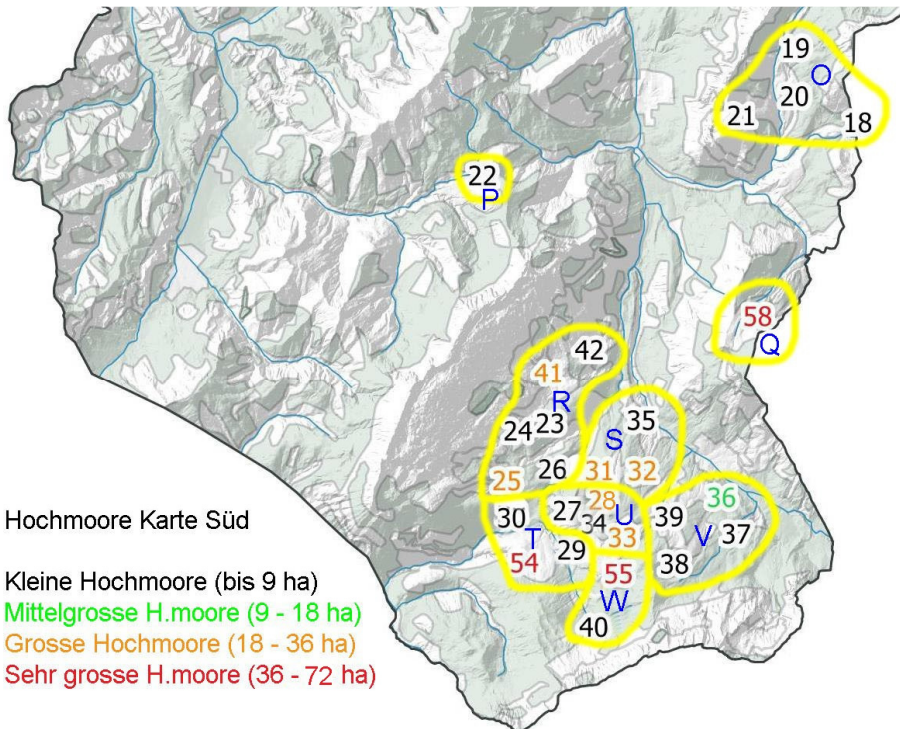 19
O
20
21
18
22
P
58
Q
42
41
R
24 23
35
S
26
31 32
25
28
36
30
27
U
39
34
V
37
T
33
54
29
55
38
W
40
Hochmoore Karte Süd
Kleine Hochmoore (bis 9 ha)
Mittelgrosse H.moore (9 - 18 ha)
Grosse Hochmoore (18 - 36 ha)
Sehr grosse H.moore (36 - 72 ha)